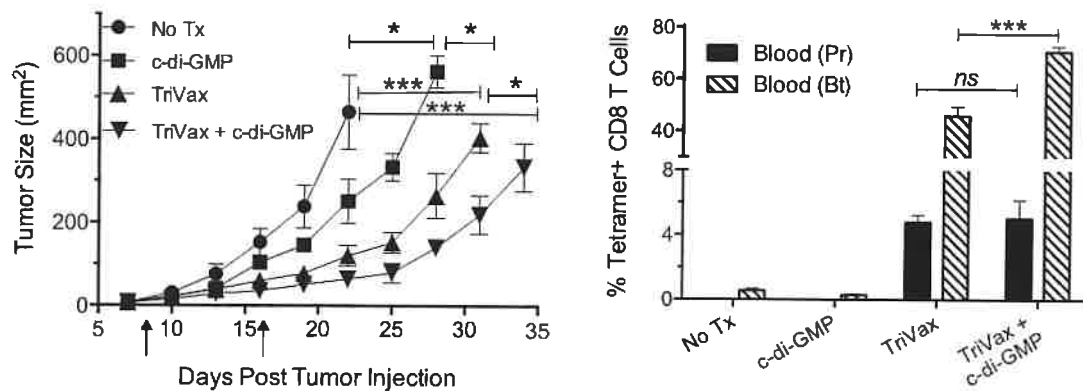 No Tx
c-di-GMP
TriVax
TriVax + c-di-GMP
*
*
***
*
***
600
400
200
0
5
10
15
20
25
30
35
Tumor Size (mm²)
Days Post Tumor Injection
Blood (Pr)
Blood (Bt)
***
ns
80
60
40
8
4
0
% Tetramer+ CD8 T Cells
No Tx
c-di-GMP
TriVax
TriVax +
c-di-GMP